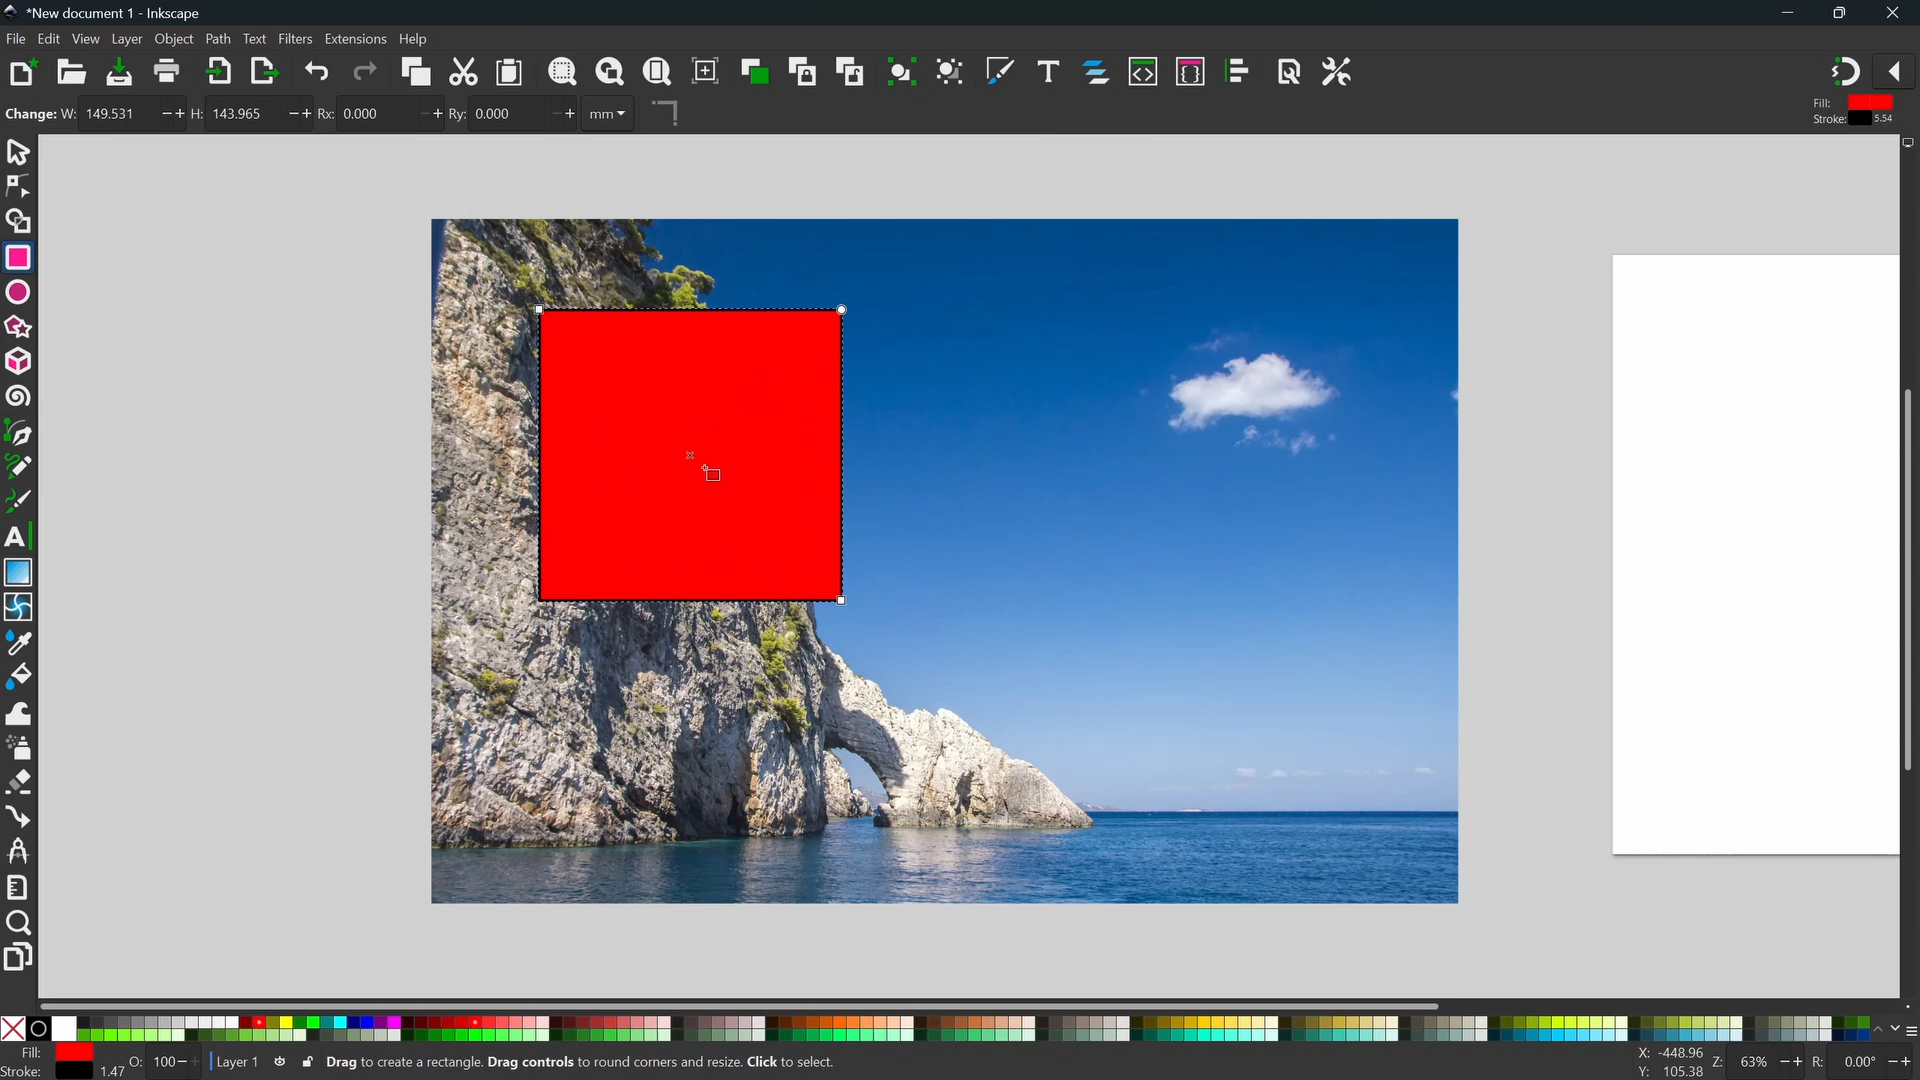 *New document 1 - Inkscape
File Edit View Layer Object Path Text Filters Extensions Help
Change: W: 149.531 H: 143.965 Rx: 0.000 Ry: 0.000 mm
Fill:
Stroke: 5.54
Fill:
Stroke: 1.47 O: 100 Layer 1 Drag to create a rectangle. Drag controls to round corners and resize. Click to select.
X: -448.96
Y: 105.38
Z: 63% R: 0.00°